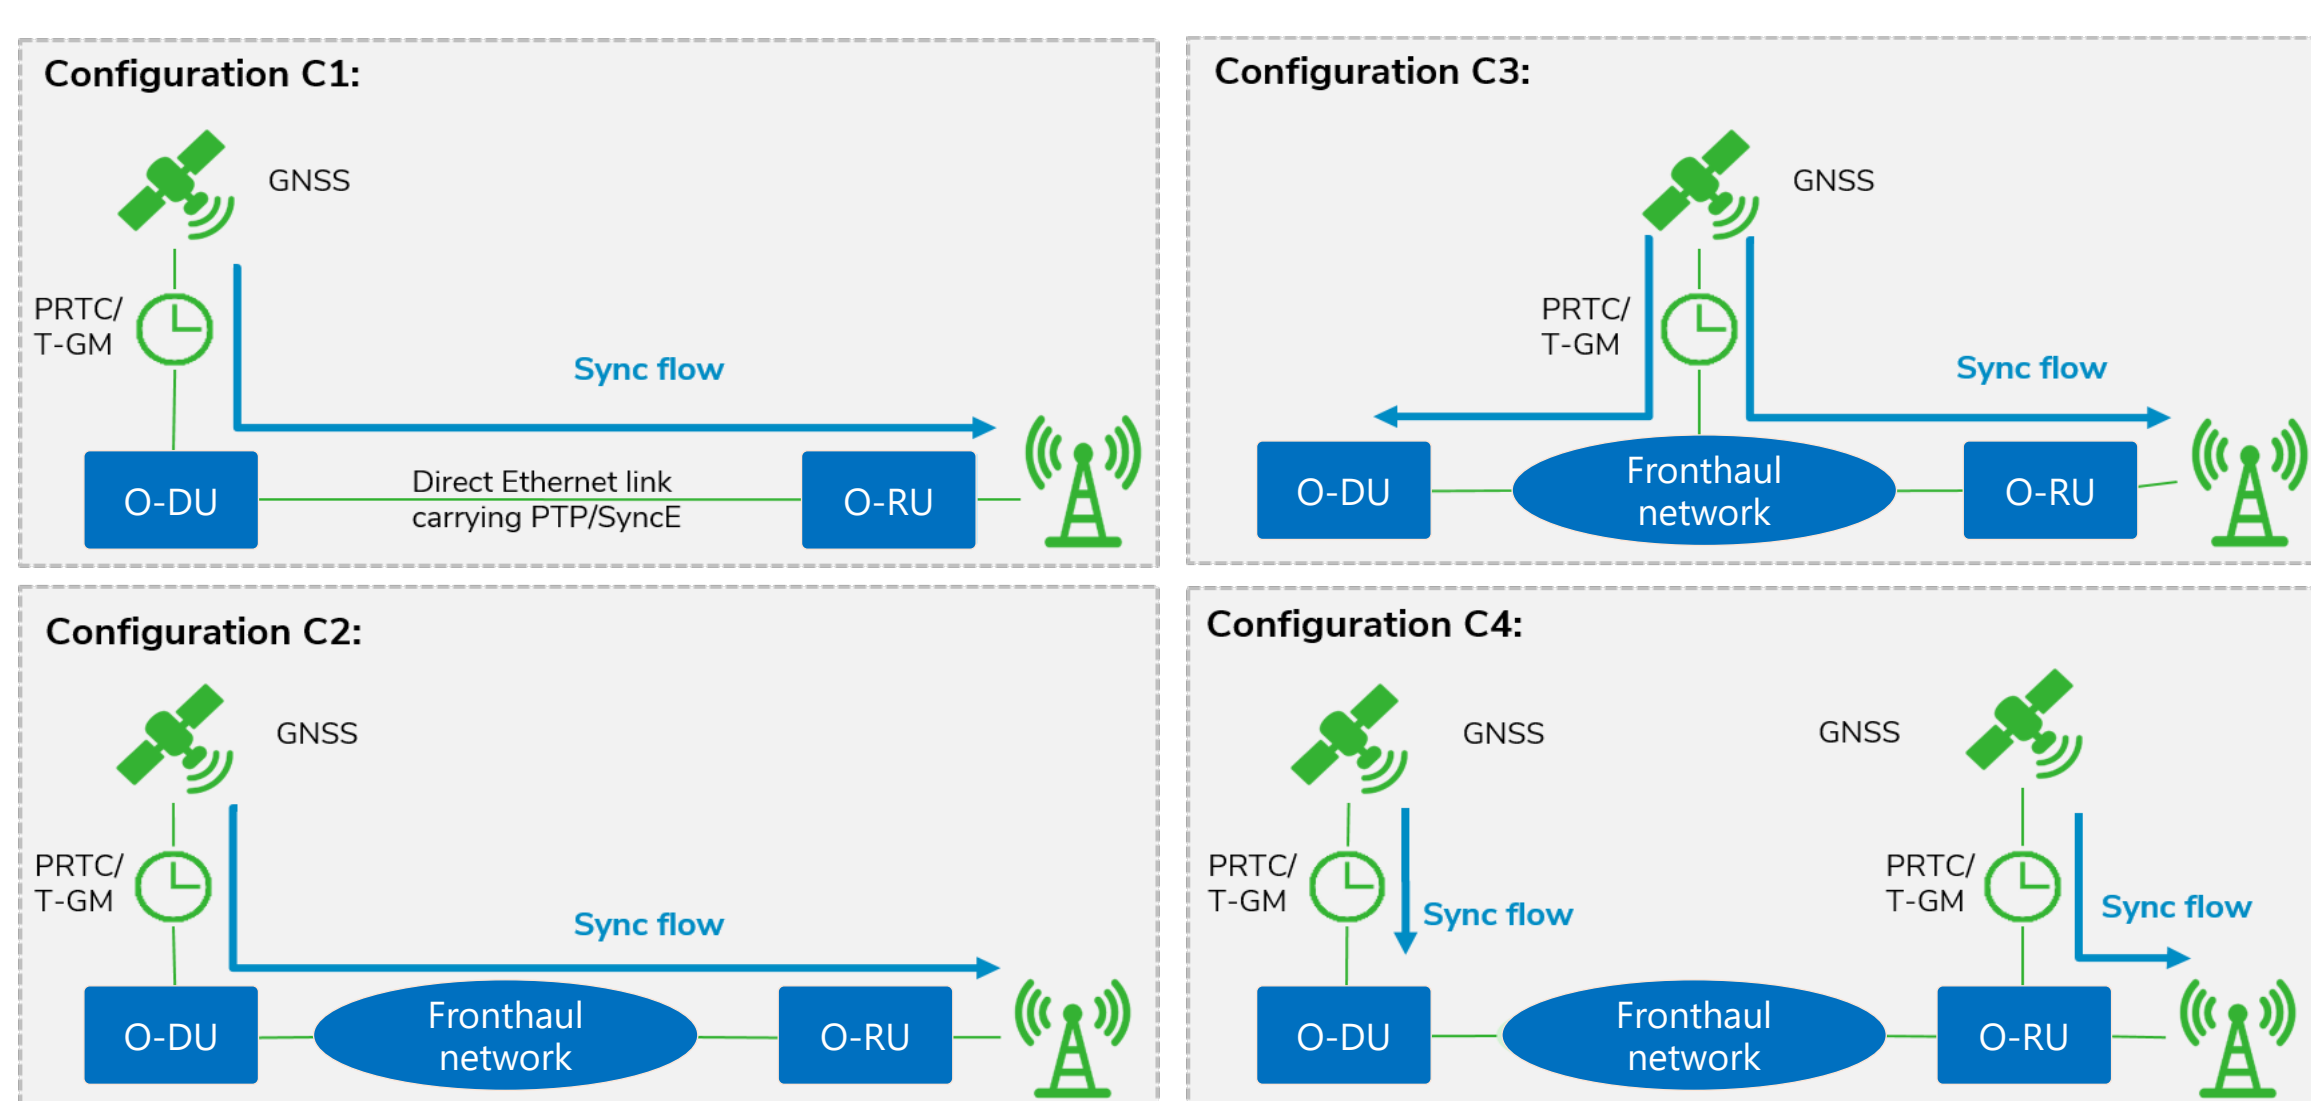 Configuration C1:
GNSS
PRTC/
T-GM
Sync flow
O-DU
Direct Ethernet link
carrying PTP/SyncE
O-RU
Configuration C3:
GNSS
PRTC/
T-GM
Sync flow
O-DU
Fronthaul
network
O-RU
Configuration C2:
GNSS
PRTC/
T-GM
Sync flow
O-DU
Fronthaul
network
O-RU
Configuration C4:
GNSS
GNSS
PRTC/
T-GM
Sync flow
PRTC/
T-GM
Sync flow
O-DU
Fronthaul
network
O-RU